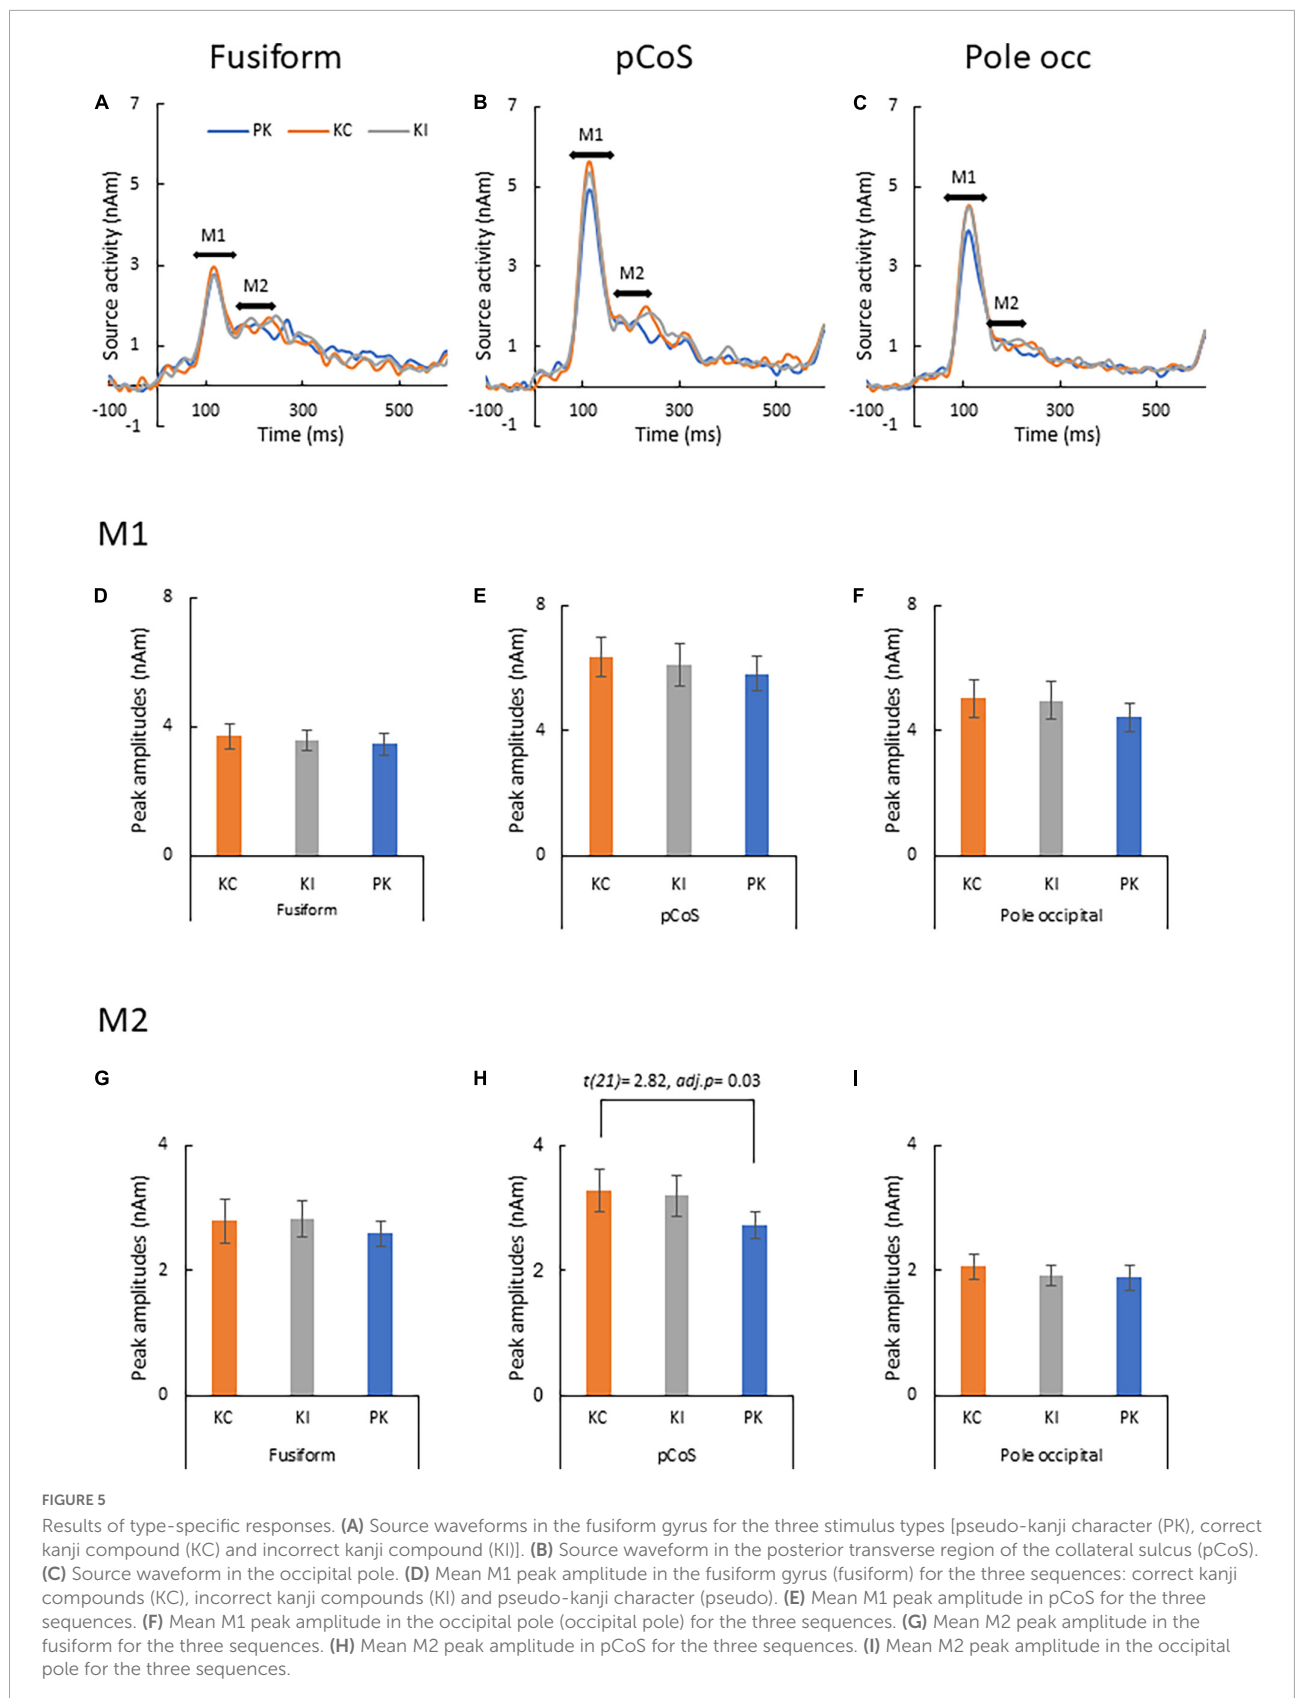 Fusiform
pCoS
Pole occ
A
7
5
3
1
-1
Source activity (nAm)
PK
KC
KI
M1
M2
-100
100
300
500
Time (ms)
B
7
5
3
1
-1
Source activity (nAm)
M1
M2
-100
100
300
500
Time (ms)
C
7
5
3
1
-1
Source activity (nAm)
M1
M2
-100
100
300
500
Time (ms)
M1
D
8
4
0
Peak amplitudes (nAm)
KC KI PK
Fusiform
E
8
4
0
Peak amplitudes (nAm)
KC KI PK
pCoS
F
8
4
0
Peak amplitudes (nAm)
KC KI PK
Pole occipital
M2
G
4
2
0
Peak amplitudes (nAm)
KC KI PK
Fusiform
H
t(21)= 2.82, adj.p= 0.03
4
2
0
Peak amplitudes (nAm)
KC KI PK
pCoS
I
4
2
0
Peak amplitudes (nAm)
KC KI PK
Pole occipital
FIGURE 5
Results of type-specific responses. (A) Source waveforms in the fusiform gyrus for the three stimulus types [pseudo-kanji character (PK), correct
kanji compound (KC) and incorrect kanji compound (KI)]. (B) Source waveform in the posterior transverse region of the collateral sulcus (pCoS).
(C) Source waveform in the occipital pole. (D) Mean M1 peak amplitude in the fusiform gyrus (fusiform) for the three sequences: correct kanji
compounds (KC), incorrect kanji compounds (KI) and pseudo-kanji character (pseudo). (E) Mean M1 peak amplitude in pCoS for the three
sequences. (F) Mean M1 peak amplitude in the occipital pole (occipital pole) for the three sequences. (G) Mean M2 peak amplitude in the
fusiform for the three sequences. (H) Mean M2 peak amplitude in pCoS for the three sequences. (I) Mean M2 peak amplitude in the occipital
pole for the three sequences.